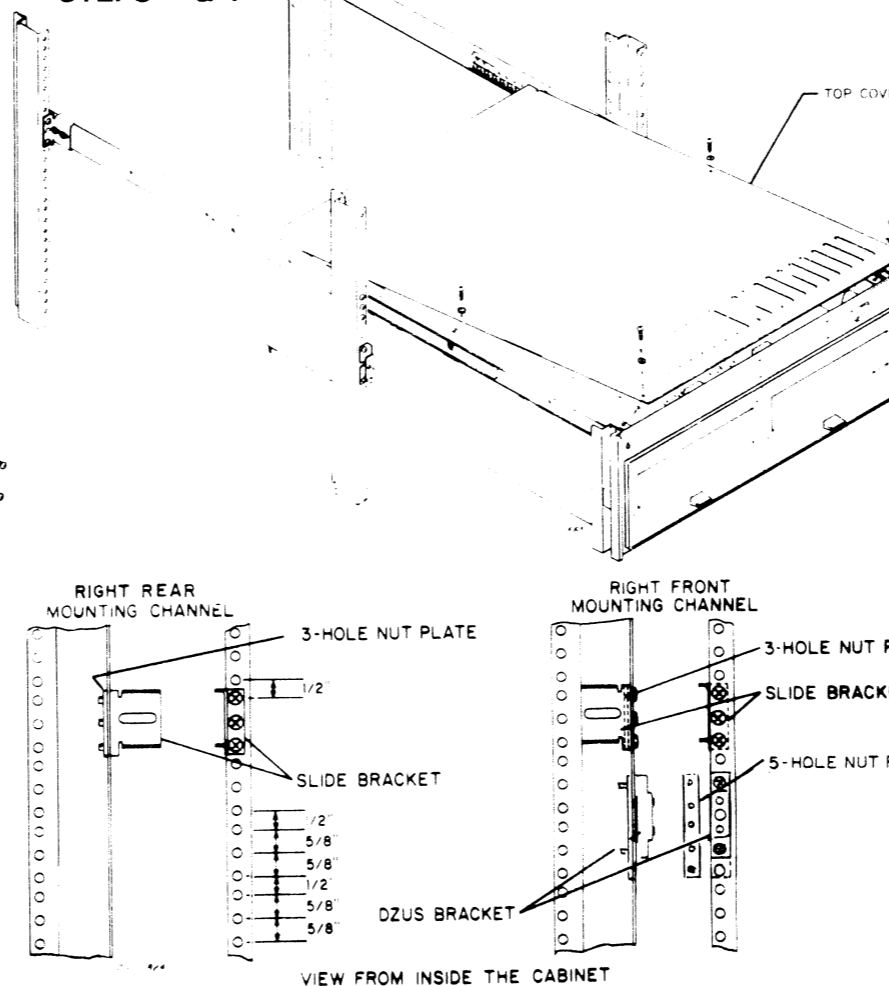 TOP COV
RIGHT REAR
MOUNTING CHANNEL
3-HOLE NUT PLATE
1/2"
SLIDE BRACKET
1/2"
5/8"
5/8"
1/2"
5/8"
5/8"
RIGHT FRONT
MOUNTING CHANNEL
3-HOLE NUT P
SLIDE BRACKE
5-HOLE NUT P
DZUS BRACKET
VIEW FROM INSIDE THE CABINET